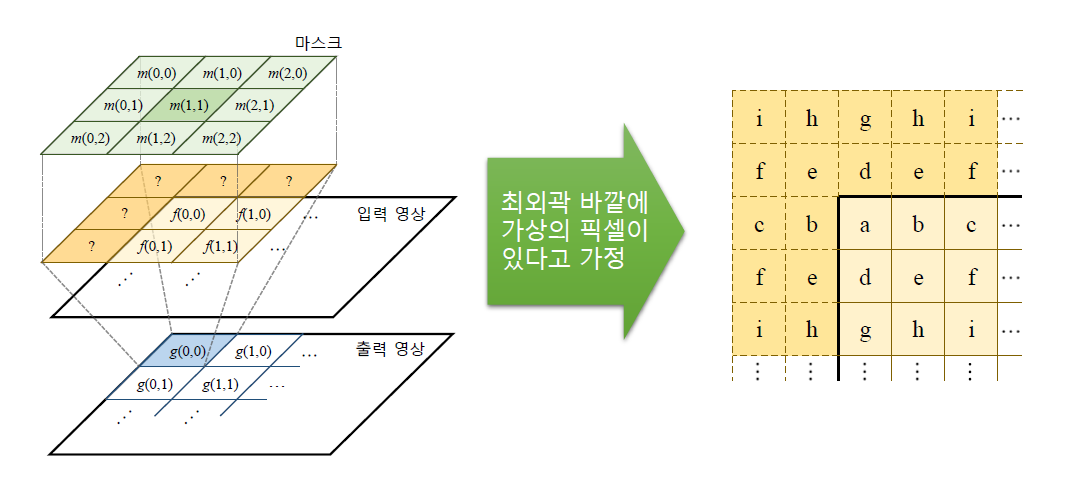 마스크
m(0,0) m(1,0) m(2,0)
m(0,1) m(1,1) m(2,1)
m(0,2) m(1,2) m(2,2)
? ? ?
? f(0,0) f(1,0) ... 입력 영상
? f(0,1) f(1,1) ...
g(0,0) g(1,0) ... 출력 영상
g(0,1) g(1,1) ...
최외곽 바깥에
가상의 픽셀이
있다고 가정
i h g h i ...
f e d e f ...
c b a b c ...
f e d e f ...
i h g h i ...